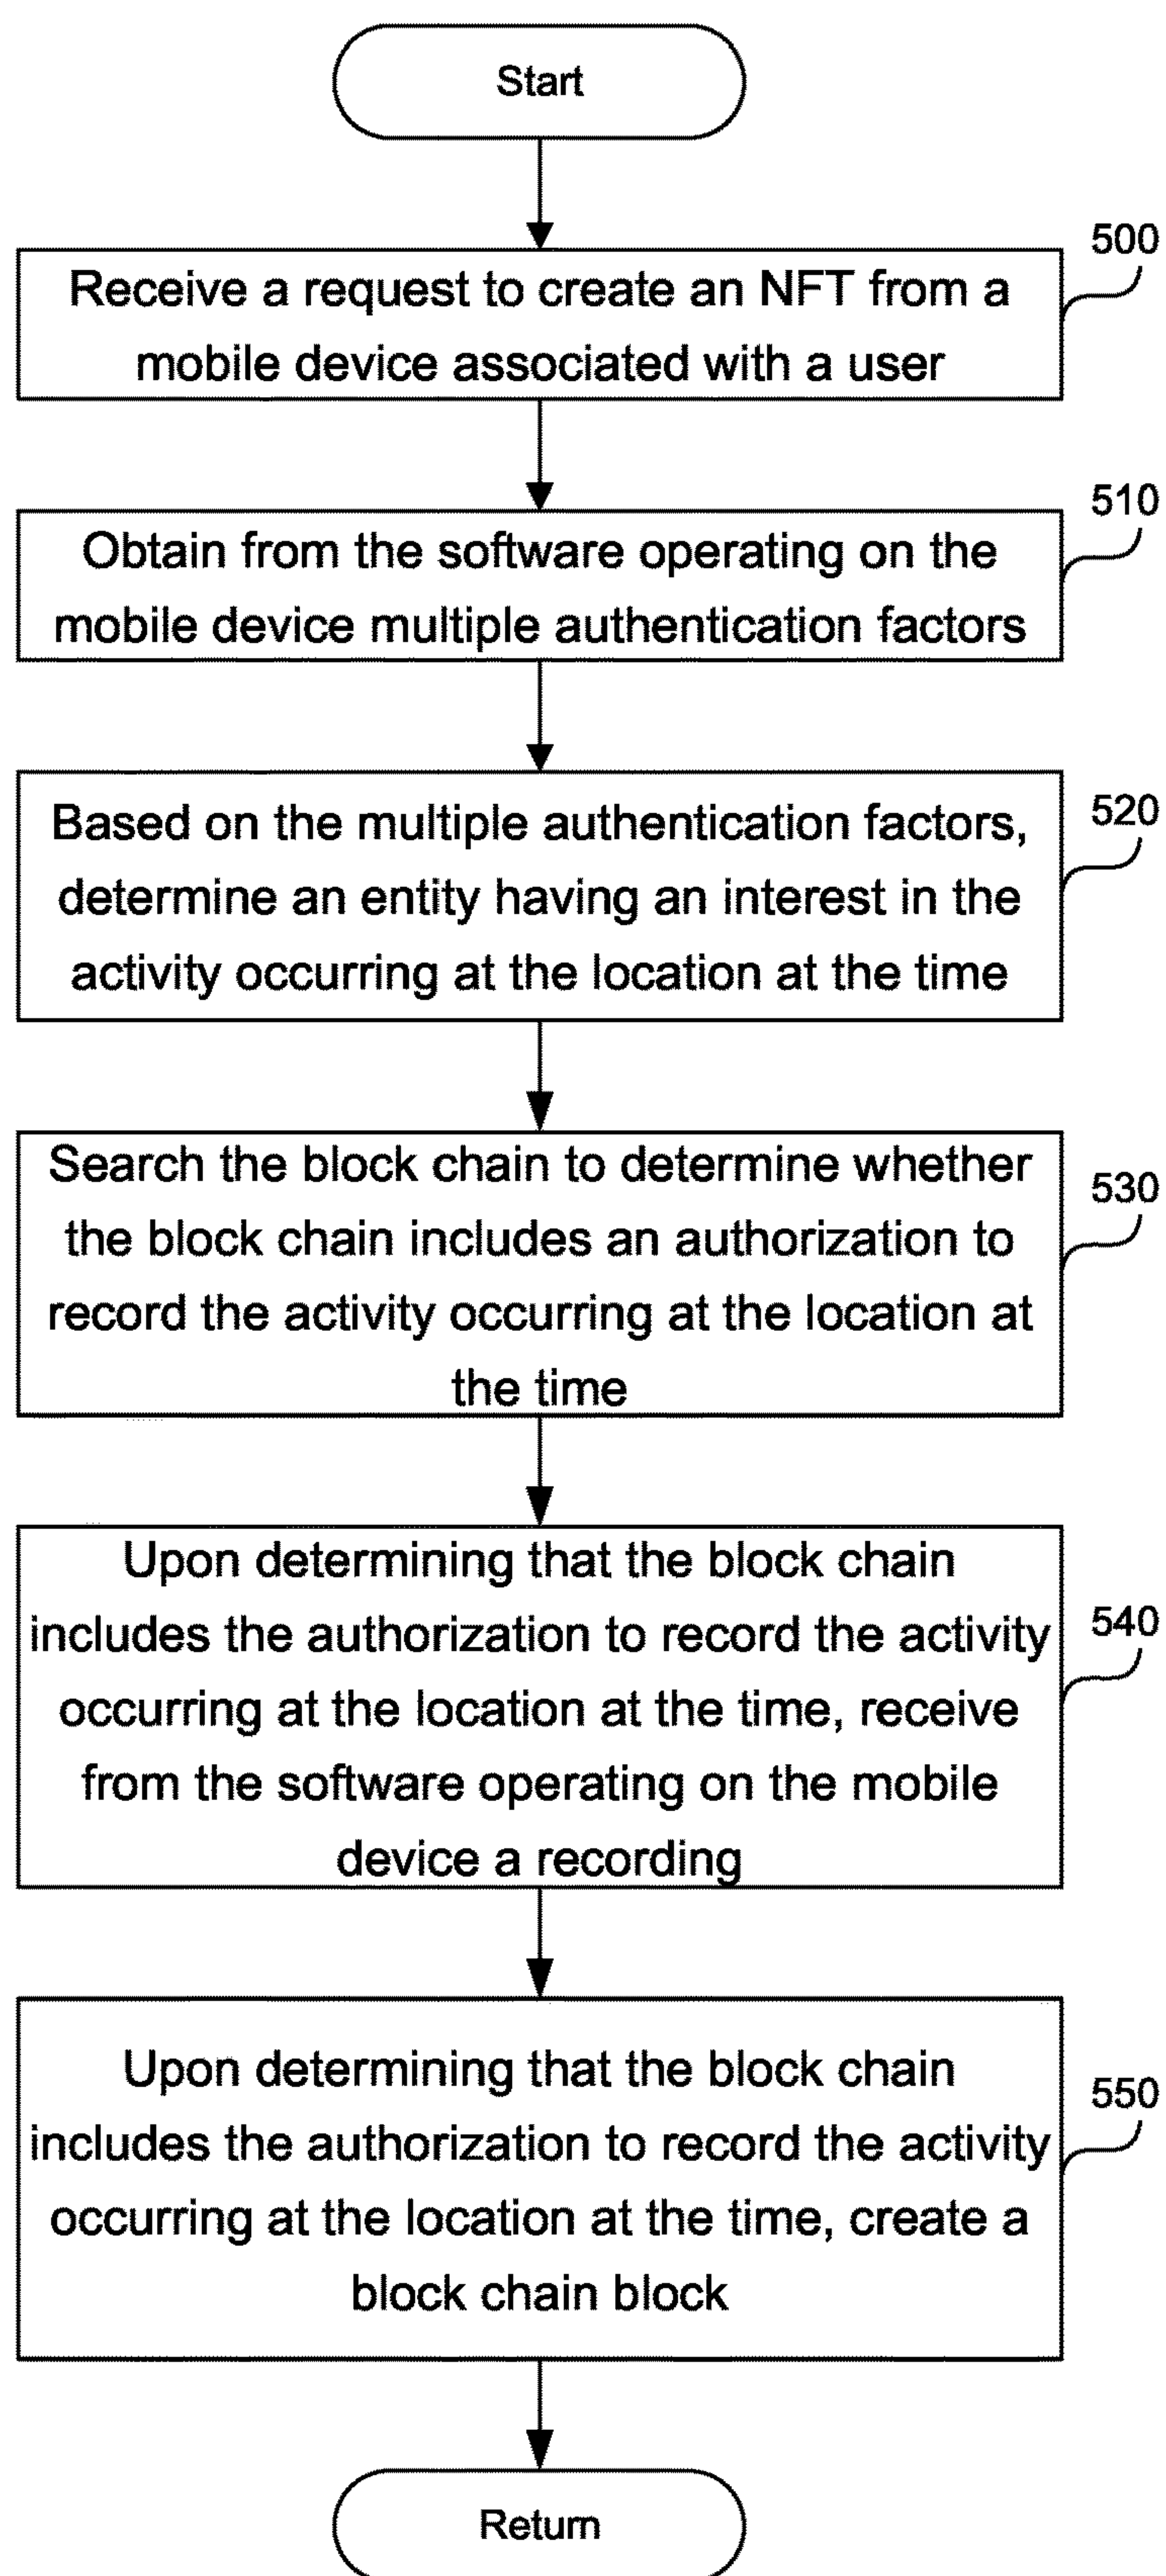 Start
500
Receive a request to create an NFT from a
mobile device associated with a user
510
Obtain from the software operating on the
mobile device multiple authentication factors
520
Based on the multiple authentication factors,
determine an entity having an interest in the
activity occurring at the location at the time
530
Search the block chain to determine whether
the block chain includes an authorization to
record the activity occurring at the location at
the time
540
Upon determining that the block chain
includes the authorization to record the activity
occurring at the location at the time, receive
from the software operating on the mobile
device a recording
550
Upon determining that the block chain
includes the authorization to record the activity
occurring at the location at the time, create a
block chain block
Return